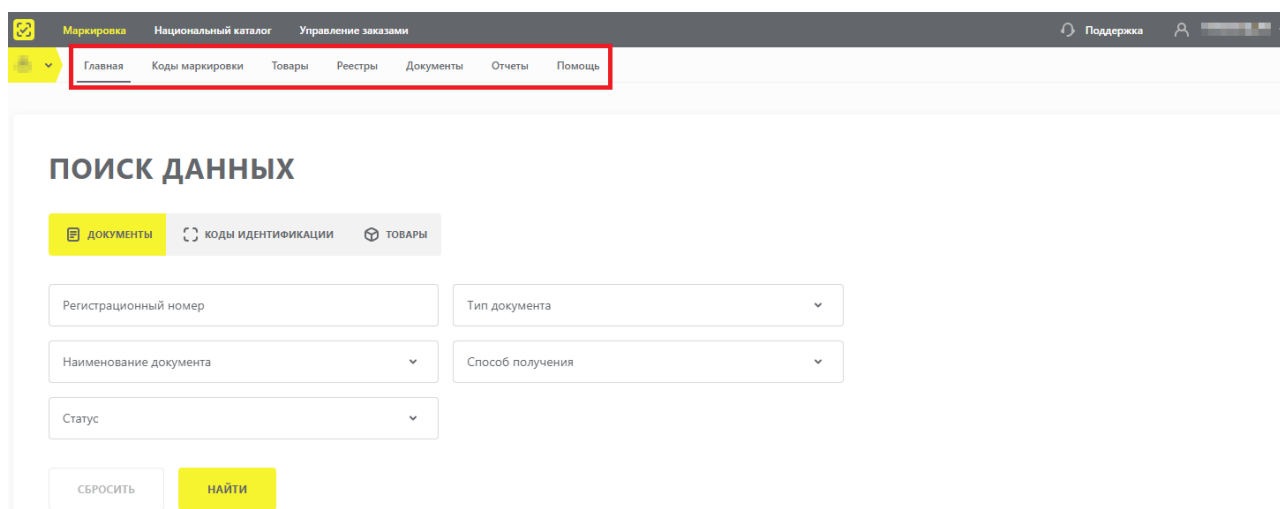 Маркировка Национальный каталог Управление заказами Поддержка
Главная Коды маркировки Товары Реестры Документы Отчеты Помощь
ПОИСК ДАННЫХ
ДОКУМЕНТЫ КОДЫ ИДЕНТИФИКАЦИИ ТОВАРЫ
Регистрационный номер Тип документа
Наименование документа Способ получения
Статус
СБРОСИТЬ НАЙТИ